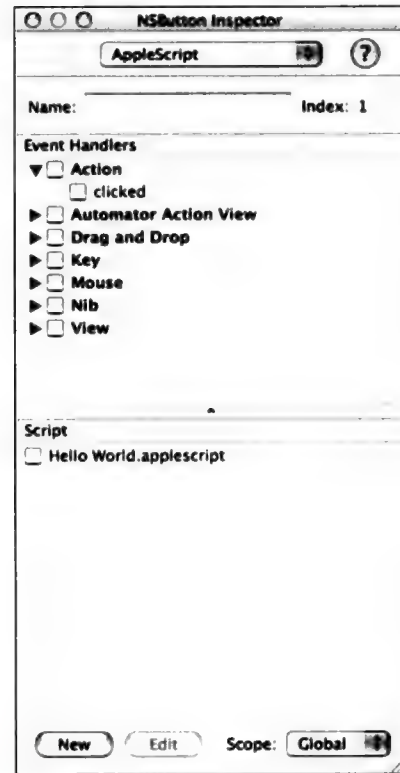 NSButton Inspector
AppleScript ?
Name: Index: 1
Event Handlers
Action
clicked
Automator Action View
Drag and Drop
Key
Mouse
Nib
View
Script
Hello World.applescript
New Edit Scope: Global